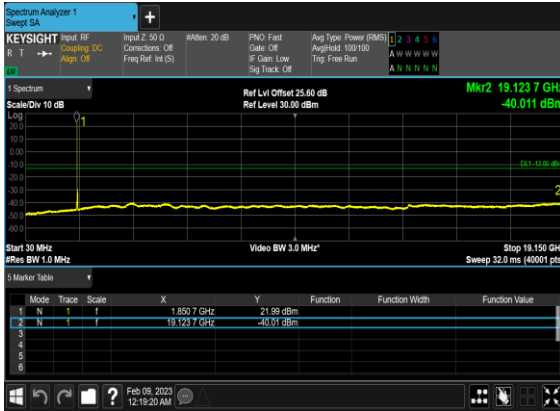 Spectrum Analyzer 1
Swept SA
+
KEYSIGHT Input: RF Input Z: 50 Ω #Atten: 20 dB PNO: Fast Avg Type: Power (RMS) 1 2 3 4 5 6
R T Coupling: DC Corrections: Off Gate: Off Avg|Hold: 100/100 A W W W W W
Align: Off Freq Ref: Int (S) IF Gain: Low Trig: Free Run
Sig Track: Off A N N N N N
1 Spectrum Ref Lvl Offset 25.60 dB Mkr2 19.123 7 GHz
Scale/Div 10 dB Ref Level 30.00 dBm -40.011 dBm
Log
20.0
10.0
0.00
-10.0
-20.0
-30.0
-40.0
-50.0
-60.0
1
DL1 -13.00 dBm
2
Start 30 MHz Video BW 3.0 MHz* Stop 19.150 GHz
#Res BW 1.0 MHz Sweep 32.0 ms (40001 pts)
5 Marker Table
Mode Trace Scale X Y Function Function Width Function Value
1 N 1 f 1.850 7 GHz 21.99 dBm
2 N 1 f 19.123 7 GHz -40.01 dBm
3
4
5
6
? Feb 09, 2023
12:19:20 AM